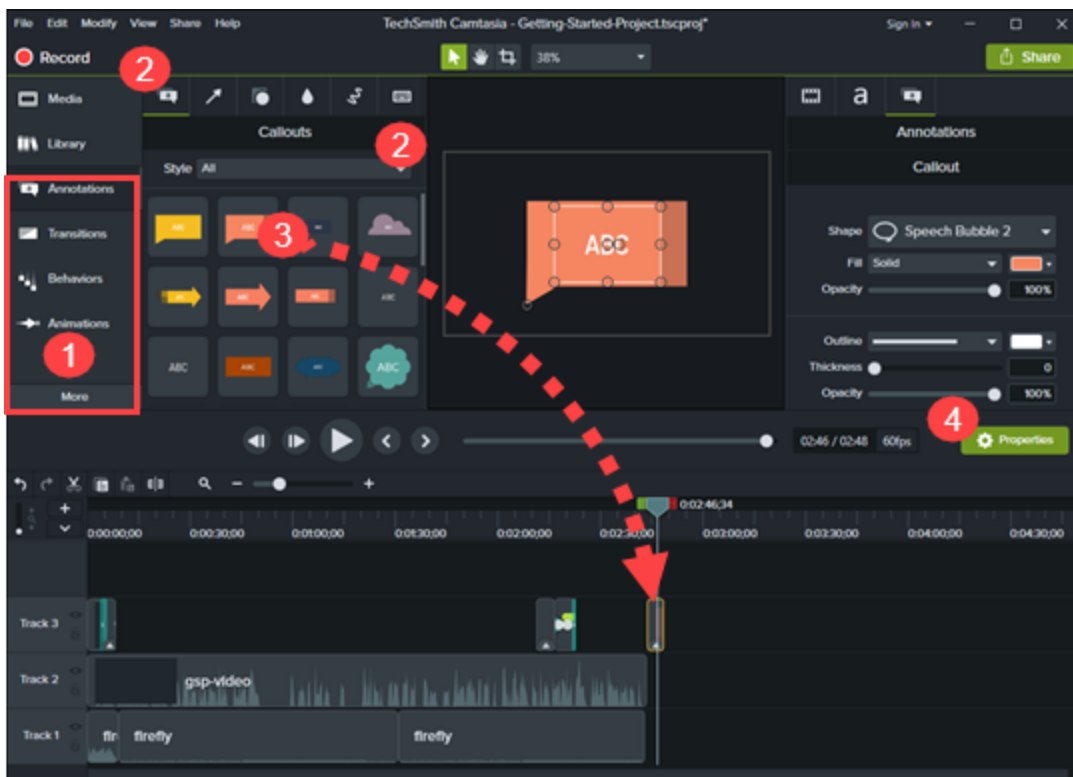 File Edit Modify View Share Help TechSmith Camtasia - Getting-Started-Project.tscproj* Sign In
Record 38% Share
2
Media
Callouts
Library
2
Style All
Annotations
Transitions
Behaviors
Animations
1
More
ABC ABC
3
ABC
ABC
ABC ABC ABC
ABC
a
Annotations
Callout
Shape Speech Bubble 2
Fill Solid
Opacity 100%
Outline
Thickness 0
Opacity 100%
4
02:46 / 02:48 60fps Properties
0:02:46;34
0:00:00;00 0:00:30;00 0:01:00;00 0:01:30;00 0:02:00;00 0:02:30;00 0:03:00;00 0:03:30;00 0:04:00;00 0:04:30;00
Track 3
Track 2 gsp-video
Track 1 firefly firefly